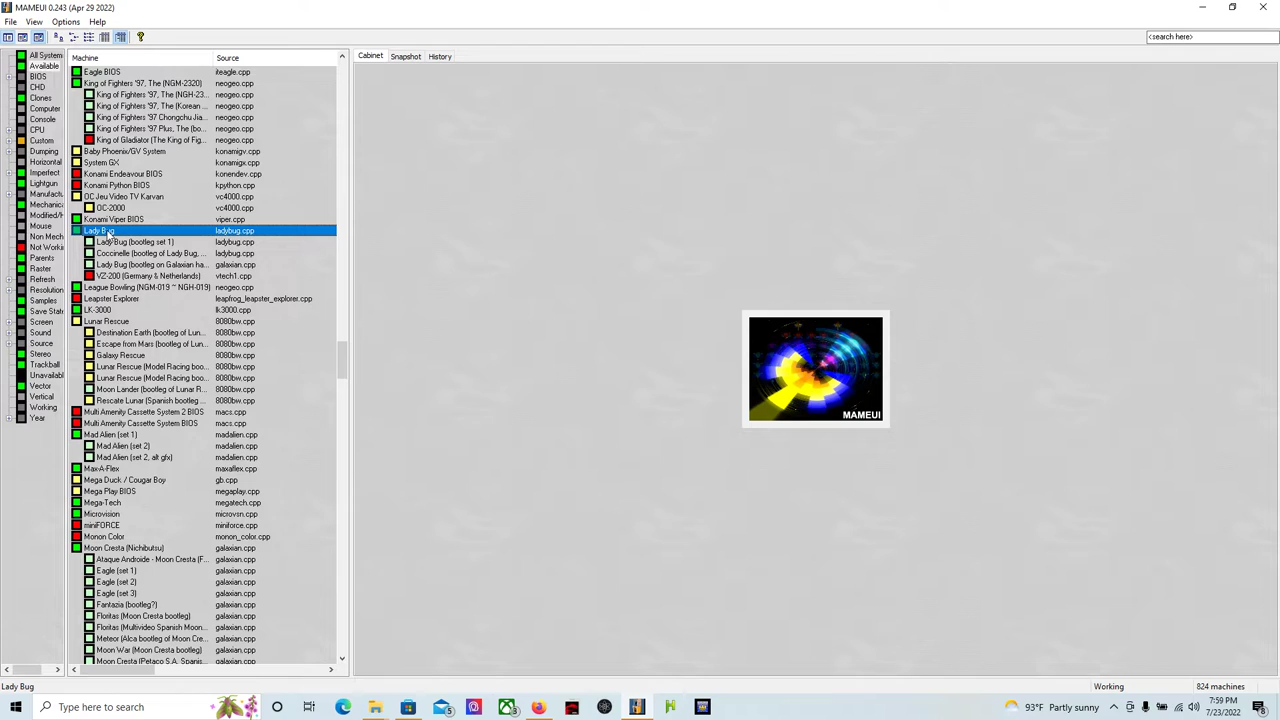 MAMEUI 0.243 (Apr 29 2022)
File View Options Help
<search here>
All System
Available
BIOS
CHD
Clones
Computer
Console
CPU
Custom
Dumping
Horizontal
Imperfect
Lightgun
Manufactu
Mechanica
Modified/H
Mouse
Non Mech
Not Workin
Parents
Raster
Refresh
Resolution
Samples
Save State
Screen
Sound
Source
Stereo
Trackball
Unavailabl
Vector
Vertical
Working
Year
Machine Source
Eagle BIOS iteagle.cpp
King of Fighters '97, The (NGM-2320) neogeo.cpp
King of Fighters '97, The (NGH-23... neogeo.cpp
King of Fighters '97, The (Korean ... neogeo.cpp
King of Fighters '97 Chongchu Jia... neogeo.cpp
King of Fighters '97 Plus, The (bo... neogeo.cpp
King of Gladiator (The King of Fig... neogeo.cpp
Baby Phoenix/GV System konamigv.cpp
System GX konamigx.cpp
Konami Endeavour BIOS konendev.cpp
Konami Python BIOS kpython.cpp
OC Jeu Video TV Karvan vc4000.cpp
OC-2000 vc4000.cpp
Konami Viper BIOS viper.cpp
Lady Bug ladybug.cpp
Lady Bug (bootleg set 1) ladybug.cpp
Coccinelle (bootleg of Lady Bug, ... ladybug.cpp
Lady Bug (bootleg on Galaxian ha... galaxian.cpp
VZ-200 (Germany & Netherlands) vtech1.cpp
League Bowling (NGM-019 ~ NGH-019) neogeo.cpp
Leapster Explorer leapfrog_leapster_explorer.cpp
LK-3000 lk3000.cpp
Lunar Rescue 8080bw.cpp
Destination Earth (bootleg of Lun... 8080bw.cpp
Escape from Mars (bootleg of Lun... 8080bw.cpp
Galaxy Rescue 8080bw.cpp
Lunar Rescue (Model Racing boo... 8080bw.cpp
Lunar Rescue (Model Racing boo... 8080bw.cpp
Moon Lander (bootleg of Lunar R... 8080bw.cpp
Rescate Lunar (Spanish bootleg ... 8080bw.cpp
Multi Amenity Cassette System 2 BIOS macs.cpp
Multi Amenity Cassette System BIOS macs.cpp
Mad Alien (set 1) madalien.cpp
Mad Alien (set 2) madalien.cpp
Mad Alien (set 2, alt gfx) madalien.cpp
Max-A-Flex maxaflex.cpp
Mega Duck / Cougar Boy gb.cpp
Mega Play BIOS megaplay.cpp
Mega-Tech megatech.cpp
Microvision microvsn.cpp
miniFORCE miniforce.cpp
Monon Color monon_color.cpp
Moon Cresta (Nichibutsu) galaxian.cpp
Ataque Androide - Moon Cresta (F... galaxian.cpp
Eagle (set 1) galaxian.cpp
Eagle (set 2) galaxian.cpp
Eagle (set 3) galaxian.cpp
Fantazia (bootleg?) galaxian.cpp
Floritas (Moon Cresta bootleg) galaxian.cpp
Floritas (Multivideo Spanish Moon... galaxian.cpp
Meteor (Alca bootleg of Moon Cre... galaxian.cpp
Moon War (Moon Cresta bootleg) galaxian.cpp
Moon Cresta (Petaco S.A. Spanis... galaxian.cpp
Cabinet Snapshot History
MAMEUI
Lady Bug Working 824 machines
Type here to search
5
3
93°F Partly sunny
7:59 PM
7/23/2022
8